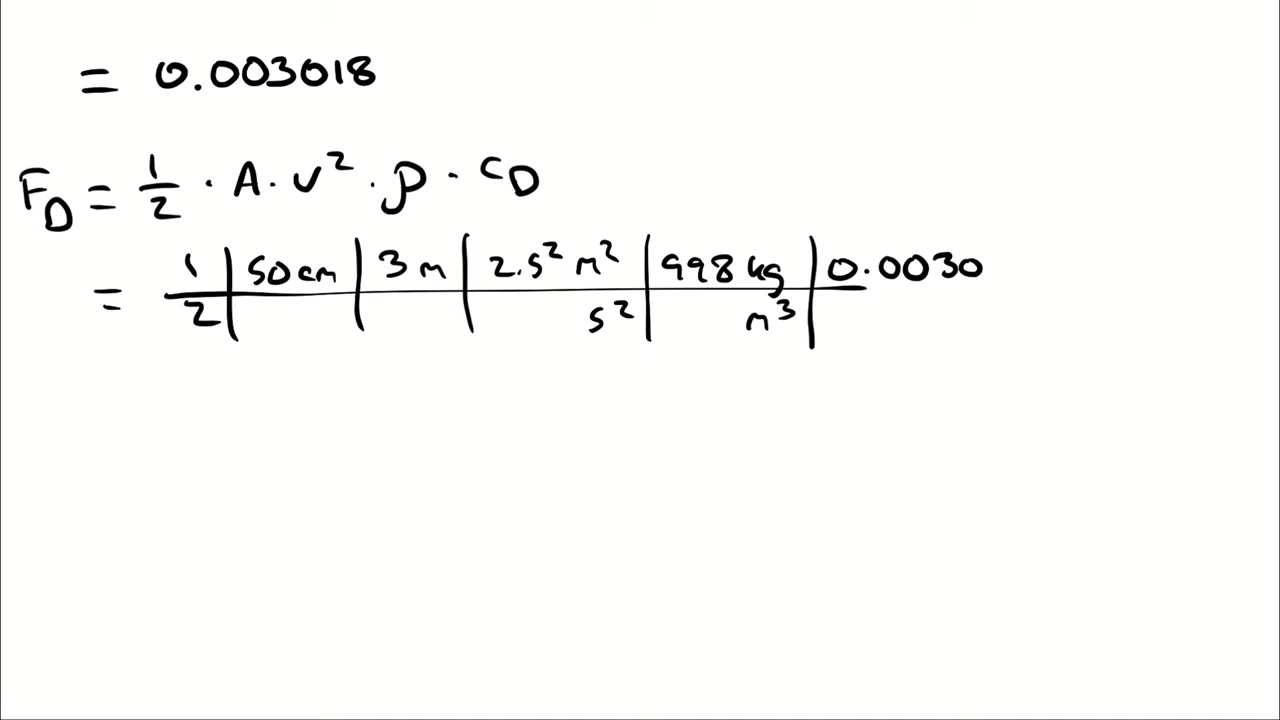 = 0.003018
F_D = 1/2 · A · v² · ρ · C_D
= 1/2 | 50 cm | 3 m | 2.5² m²/s² | 998 kg/m³ | 0.0030